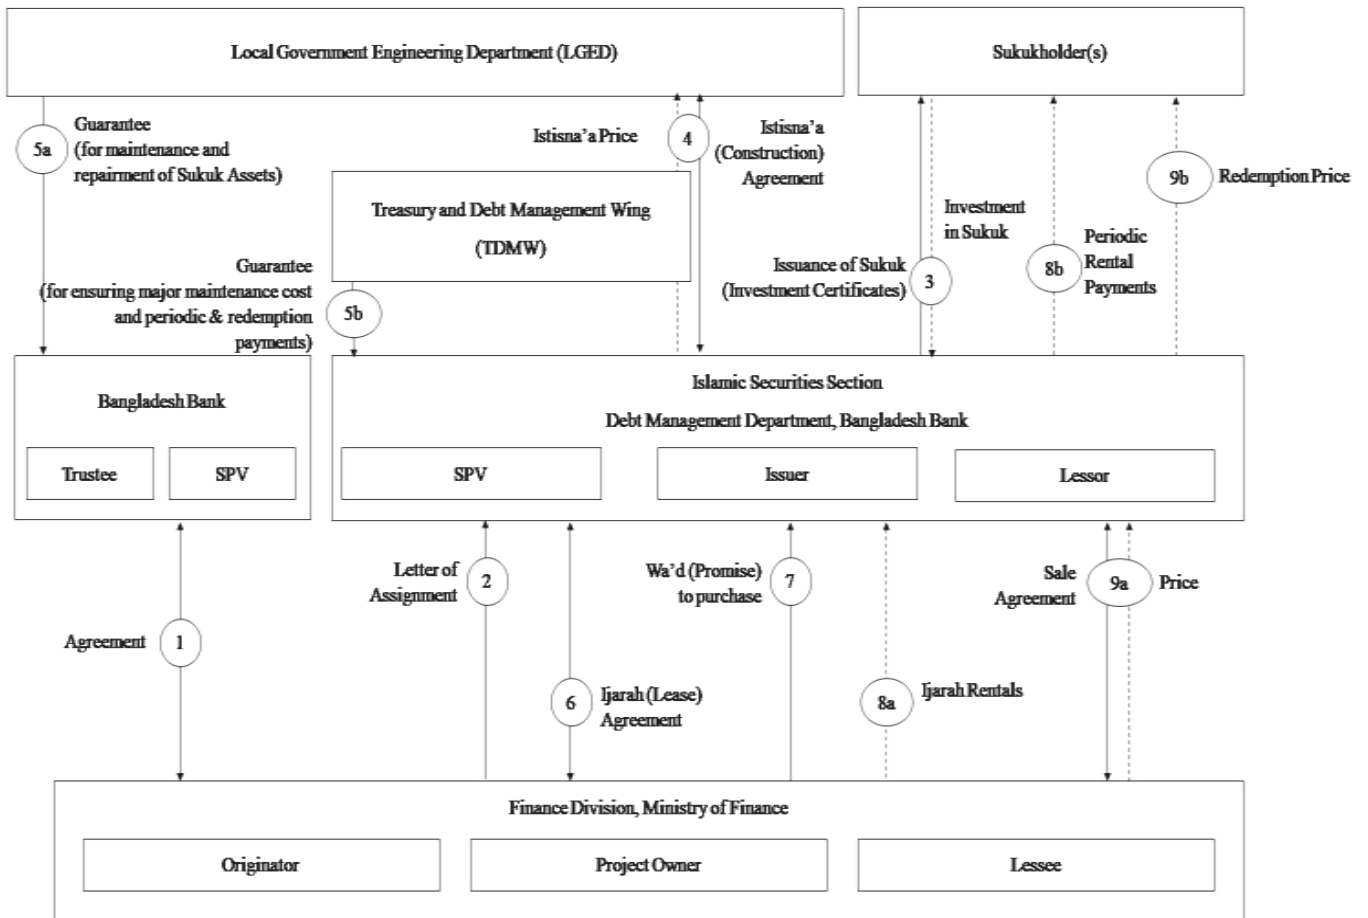 Local Government Engineering Department (LGED)
Sukukholder(s)
5a
Guarantee
(for maintenance and
repairment of Sukuk Assets)
Istisna’a Price
4
Istisna’a
(Construction)
Agreement
9b
Redemption Price
Treasury and Debt Management Wing
(TDMW)
Investment
in Sukuk
Issuance of Sukuk
(Investment Certificates)
3
8b
Periodic
Rental
Payments
Guarantee
(for ensuring major maintenance cost
and periodic & redemption
payments)
5b
Bangladesh Bank
Trustee
SPV
Islamic Securities Section
Debt Management Department, Bangladesh Bank
SPV
Issuer
Lessor
Agreement
1
Letter of
Assignment
2
6
Ijarah (Lease)
Agreement
Wa’d (Promise)
to purchase
7
8a
Ijarah Rentals
Sale
Agreement
9a
Price
Finance Division, Ministry of Finance
Originator
Project Owner
Lessee